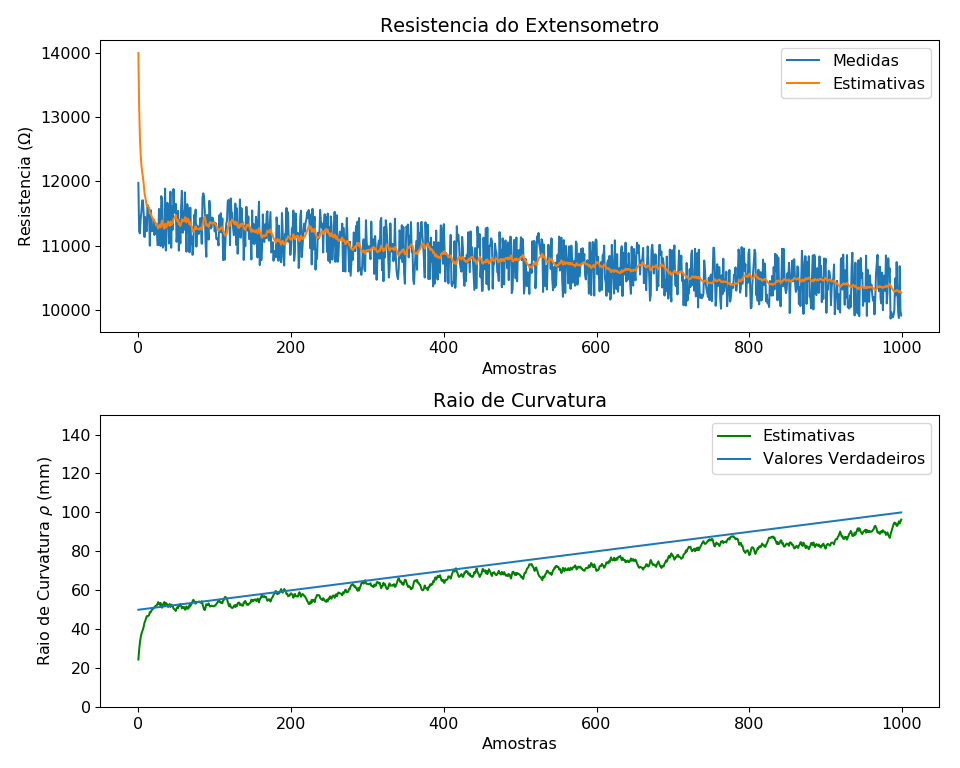 Resistencia do Extensometro
Resistencia (Ω)
14000
13000
12000
11000
10000
Medidas
Estimativas
0 200 400 600 800 1000
Amostras
Raio de Curvatura
Raio de Curvatura ρ (mm)
140
120
100
80
60
40
20
0
Estimativas
Valores Verdadeiros
0 200 400 600 800 1000
Amostras